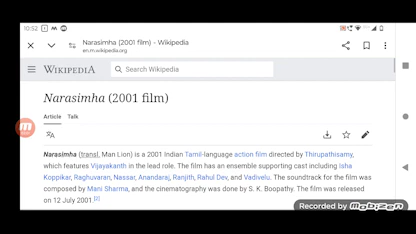 10:52
Narasimha (2001 film) - Wikipedia
en.m.wikipedia.org
WIKIPEDIA
Search Wikipedia
Narasimha (2001 film)
Article Talk
Narasimha (transl. Man Lion) is a 2001 Indian Tamil-language action film directed by Thirupathisamy,
which features Vijayakanth in the lead role. The film has an ensemble supporting cast including Isha
Koppikar, Raghuvaran, Nassar, Anandaraj, Ranjith, Rahul Dev, and Vadivelu. The soundtrack for the film was
composed by Mani Sharma, and the cinematography was done by S. K. Boopathy. The film was released
on 12 July 2001.[2]
Recorded by MOBIZEN